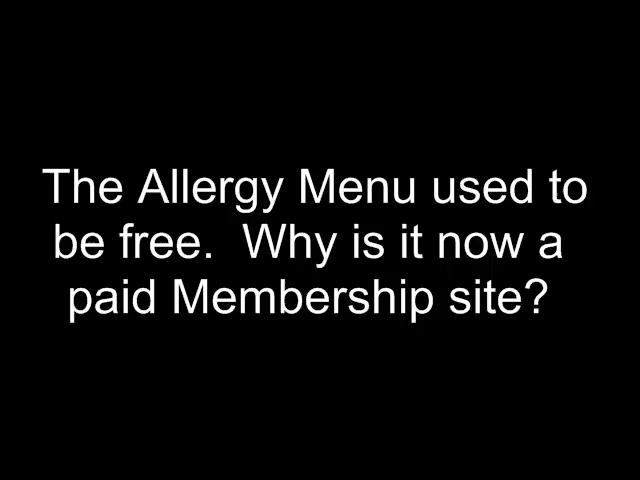 The Allergy Menu used to
be free.  Why is it now a
paid Membership site?